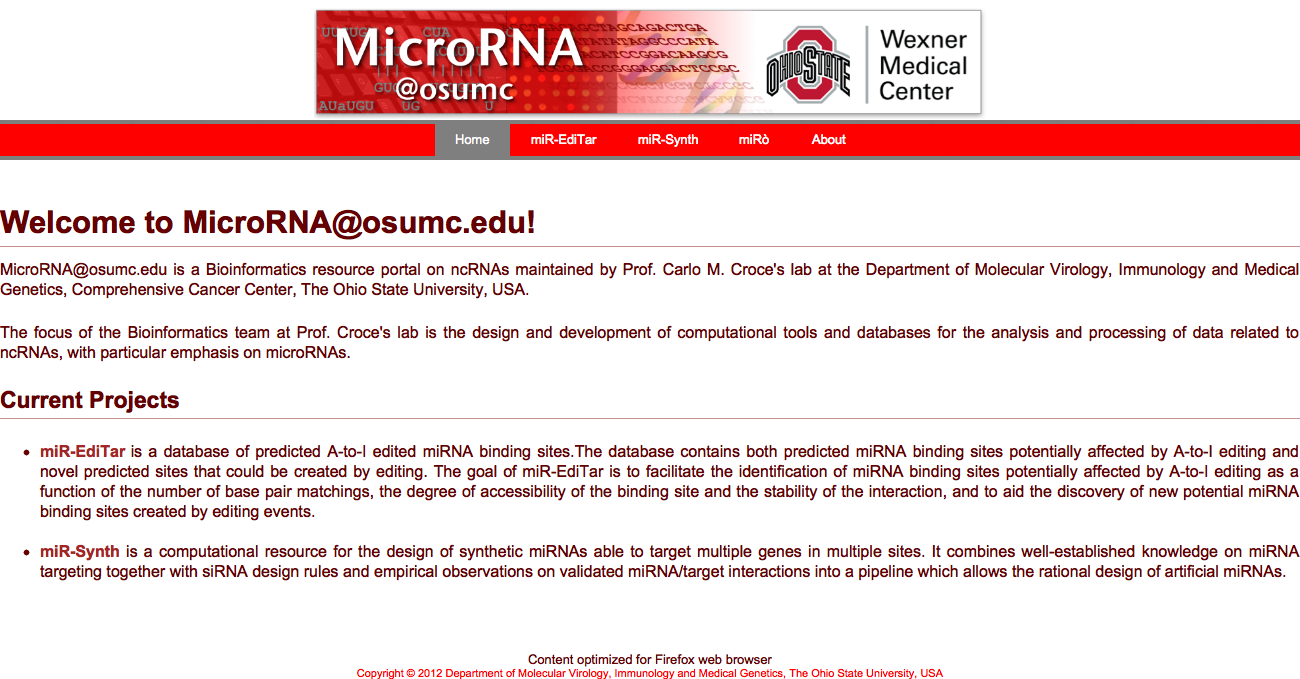 UUUGU CUA
MicroRNA
@osumc
AUaUGU UG U
OHIO STATE
Wexner
Medical
Center
Home miR-EdiTar miR-Synth miRò About
Welcome to MicroRNA@osumc.edu!
MicroRNA@osumc.edu is a Bioinformatics resource portal on ncRNAs maintained by Prof. Carlo M. Croce's lab at the Department of Molecular Virology, Immunology and Medical
Genetics, Comprehensive Cancer Center, The Ohio State University, USA.
The focus of the Bioinformatics team at Prof. Croce's lab is the design and development of computational tools and databases for the analysis and processing of data related to
ncRNAs, with particular emphasis on microRNAs.
Current Projects
• miR-EdiTar is a database of predicted A-to-I edited miRNA binding sites.The database contains both predicted miRNA binding sites potentially affected by A-to-I editing and
novel predicted sites that could be created by editing. The goal of miR-EdiTar is to facilitate the identification of miRNA binding sites potentially affected by A-to-I editing as a
function of the number of base pair matchings, the degree of accessibility of the binding site and the stability of the interaction, and to aid the discovery of new potential miRNA
binding sites created by editing events.
• miR-Synth is a computational resource for the design of synthetic miRNAs able to target multiple genes in multiple sites. It combines well-established knowledge on miRNA
targeting together with siRNA design rules and empirical observations on validated miRNA/target interactions into a pipeline which allows the rational design of artificial miRNAs.
Content optimized for Firefox web browser
Copyright © 2012 Department of Molecular Virology, Immunology and Medical Genetics, The Ohio State University, USA